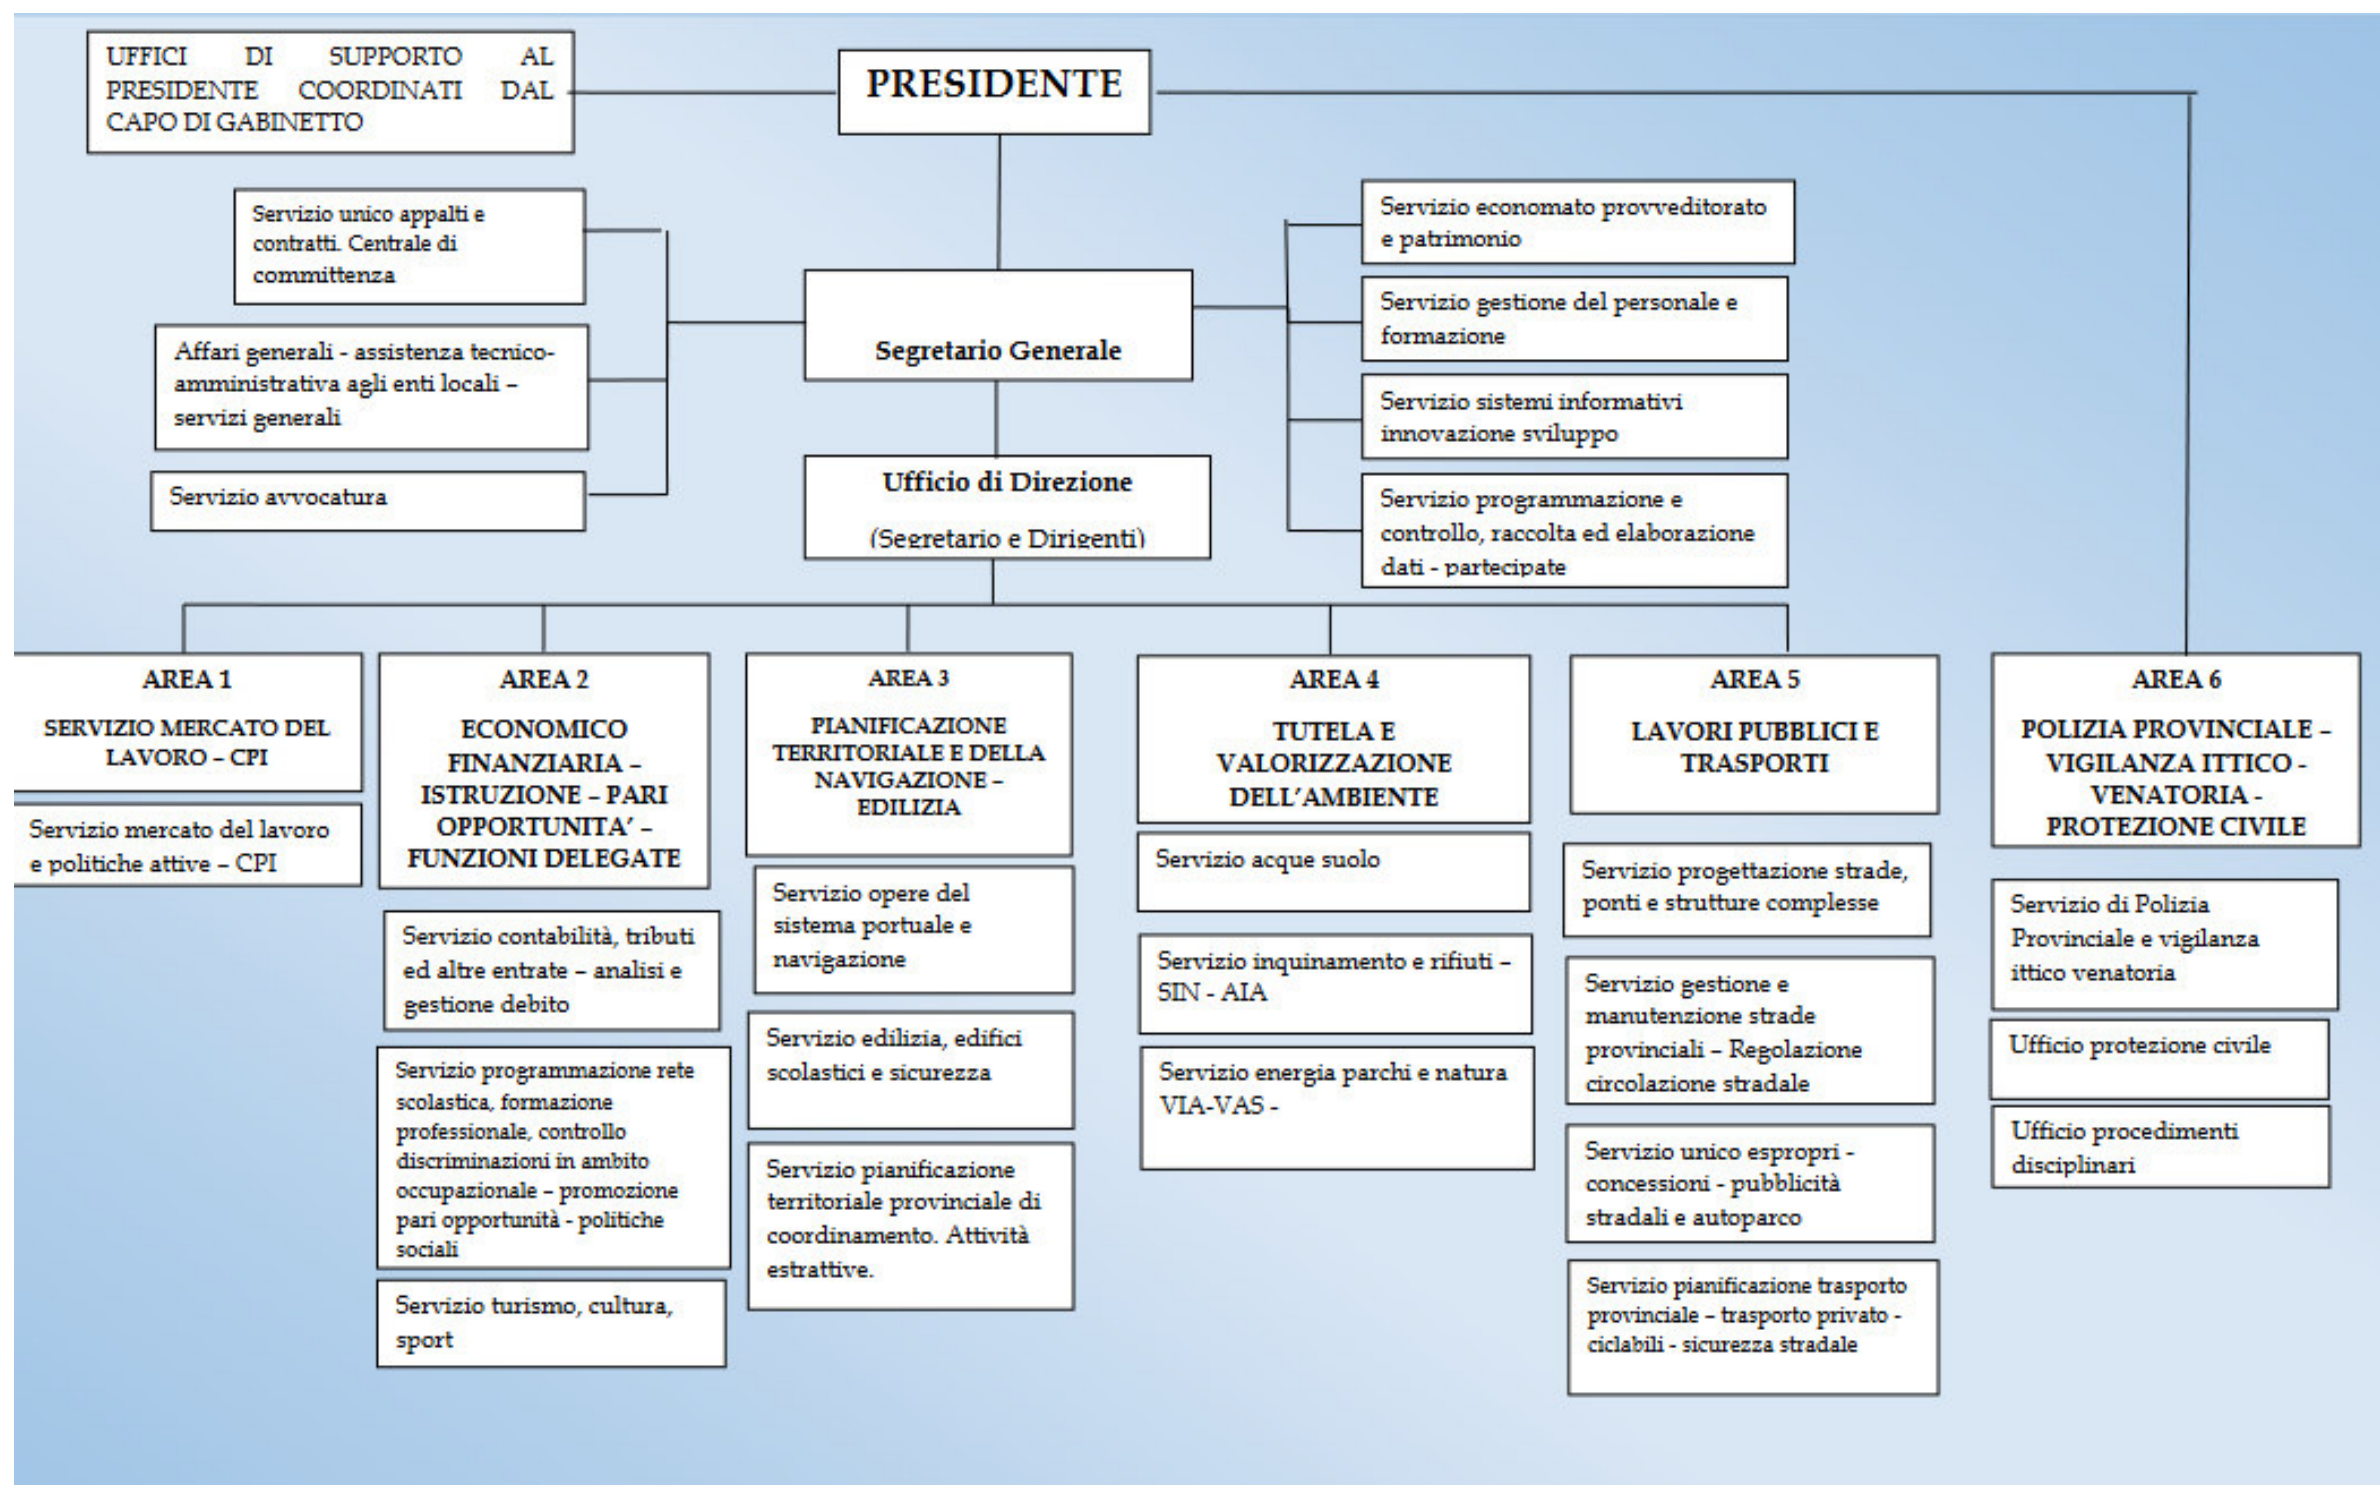 UFFICI DI SUPPORTO AL
PRESIDENTE COORDINATI DAL
CAPO DI GABINETTO
PRESIDENTE
Servizio unico appalti e
contratti. Centrale di
committenza
Affari generali - assistenza tecnico-
amministrativa agli enti locali –
servizi generali
Servizio avvocatura
Segretario Generale
Ufficio di Direzione
(Segretario e Dirigenti)
Servizio economato provveditorato
e patrimonio
Servizio gestione del personale e
formazione
Servizio sistemi informativi
innovazione sviluppo
Servizio programmazione e
controllo, raccolta ed elaborazione
dati - partecipate
AREA 1
SERVIZIO MERCATO DEL
LAVORO – CPI
Servizio mercato del lavoro
e politiche attive – CPI
AREA 2
ECONOMICO
FINANZIARIA –
ISTRUZIONE – PARI
OPPORTUNITA’ –
FUNZIONI DELEGATE
Servizio contabilità, tributi
ed altre entrate – analisi e
gestione debito
Servizio programmazione rete
scolastica, formazione
professionale, controllo
discriminazioni in ambito
occupazionale – promozione
pari opportunità - politiche
sociali
Servizio turismo, cultura,
sport
AREA 3
PIANIFICAZIONE
TERRITORIALE E DELLA
NAVIGAZIONE –
EDILIZIA
Servizio opere del
sistema portuale e
navigazione
Servizio edilizia, edifici
scolastici e sicurezza
Servizio pianificazione
territoriale provinciale di
coordinamento. Attività
estrattive.
AREA 4
TUTELA E
VALORIZZAZIONE
DELL’AMBIENTE
Servizio acque suolo
Servizio inquinamento e rifiuti –
SIN - AIA
Servizio energia parchi e natura
VIA-VAS -
AREA 5
LAVORI PUBBLICI E
TRASPORTI
Servizio progettazione strade,
ponti e strutture complesse
Servizio gestione e
manutenzione strade
provinciali – Regolazione
circolazione stradale
Servizio unico espropri -
concessioni - pubblicità
stradali e autoparco
Servizio pianificazione trasporto
provinciale – trasporto privato -
ciclabili - sicurezza stradale
AREA 6
POLIZIA PROVINCIALE –
VIGILANZA ITTICO -
VENATORIA -
PROTEZIONE CIVILE
Servizio di Polizia
Provinciale e vigilanza
ittico venatoria
Ufficio protezione civile
Ufficio procedimenti
disciplinari